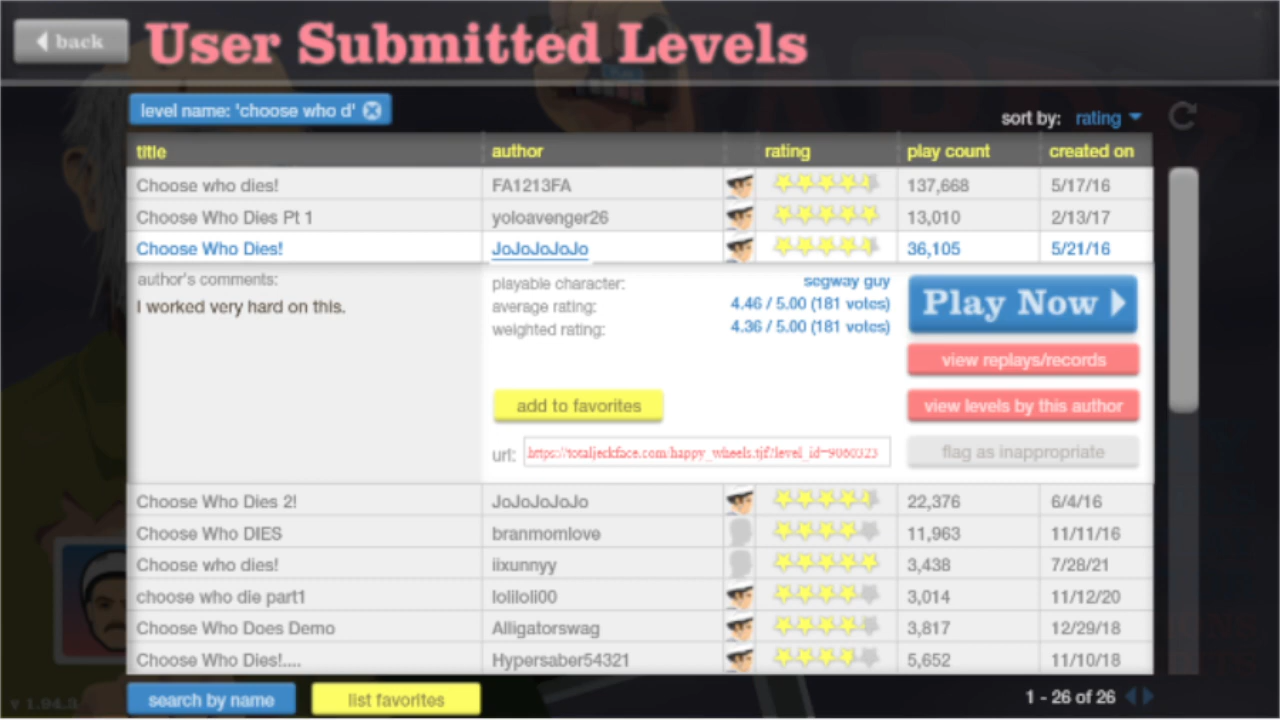 back
User Submitted Levels
level name: 'choose who d'
sort by: rating
title author rating play count created on
Choose who dies! FA1213FA 137,668 5/17/16
Choose Who Dies Pt 1 yoloavenger26 13,010 2/13/17
Choose Who Dies! JoJoJoJoJo 36,105 5/21/16
author's comments:
I worked very hard on this.
playable character: segway guy
average rating: 4.46 / 5.00 (181 votes)
weighted rating: 4.36 / 5.00 (181 votes)
Play Now
view replays/records
add to favorites
view levels by this author
url: https://totaljerkface.com/happy_wheels.tjf?level_id=9060323
flag as inappropriate
Choose Who Dies 2! JoJoJoJoJo 22,376 6/4/16
Choose Who DIES branmomlove 11,963 11/11/16
Choose who dies! iixunnyy 3,438 7/28/21
choose who die part1 loliloli00 3,014 11/12/20
Choose Who Does Demo Alligatorswag 3,817 12/29/18
Choose Who Dies!.... Hypersaber54321 5,652 11/10/18
search by name
list favorites
1 - 26 of 26